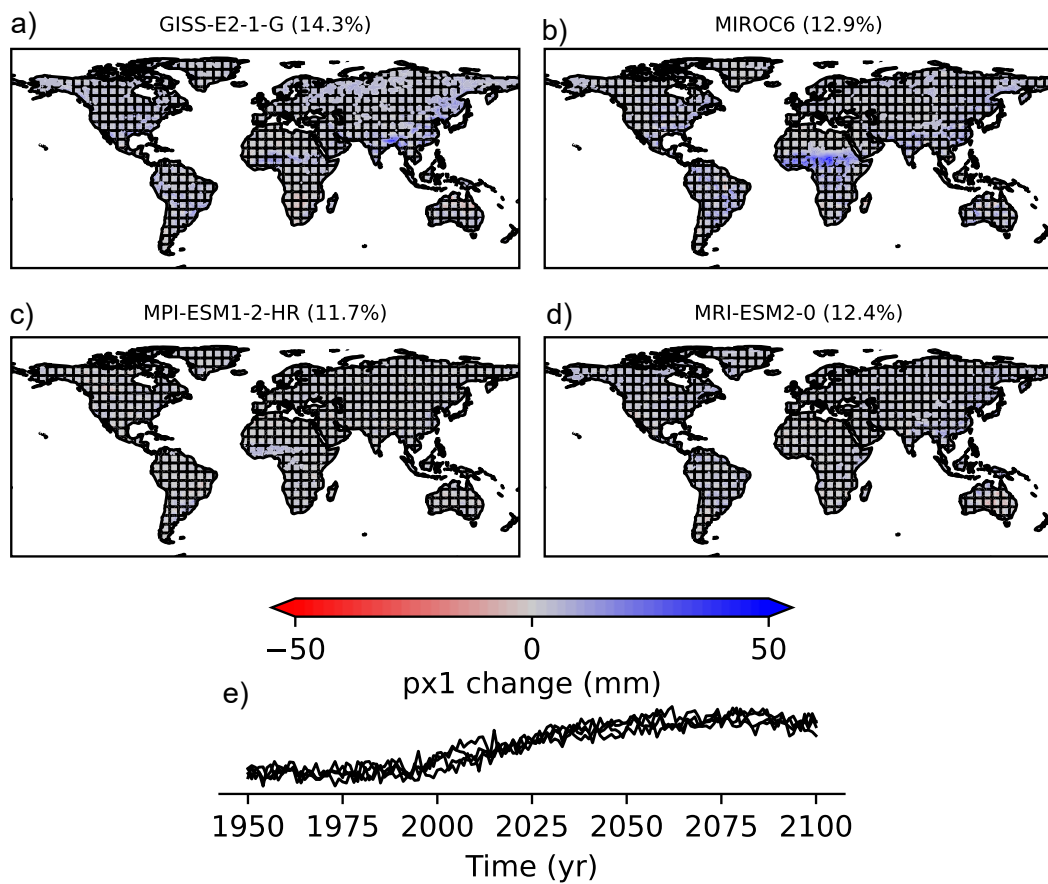 a) GISS-E2-1-G (14.3%)
b) MIROC6 (12.9%)
c) MPI-ESM1-2-HR (11.7%)
d) MRI-ESM2-0 (12.4%)
−50 0 50
px1 change (mm)
e)
1950 1975 2000 2025 2050 2075 2100
Time (yr)